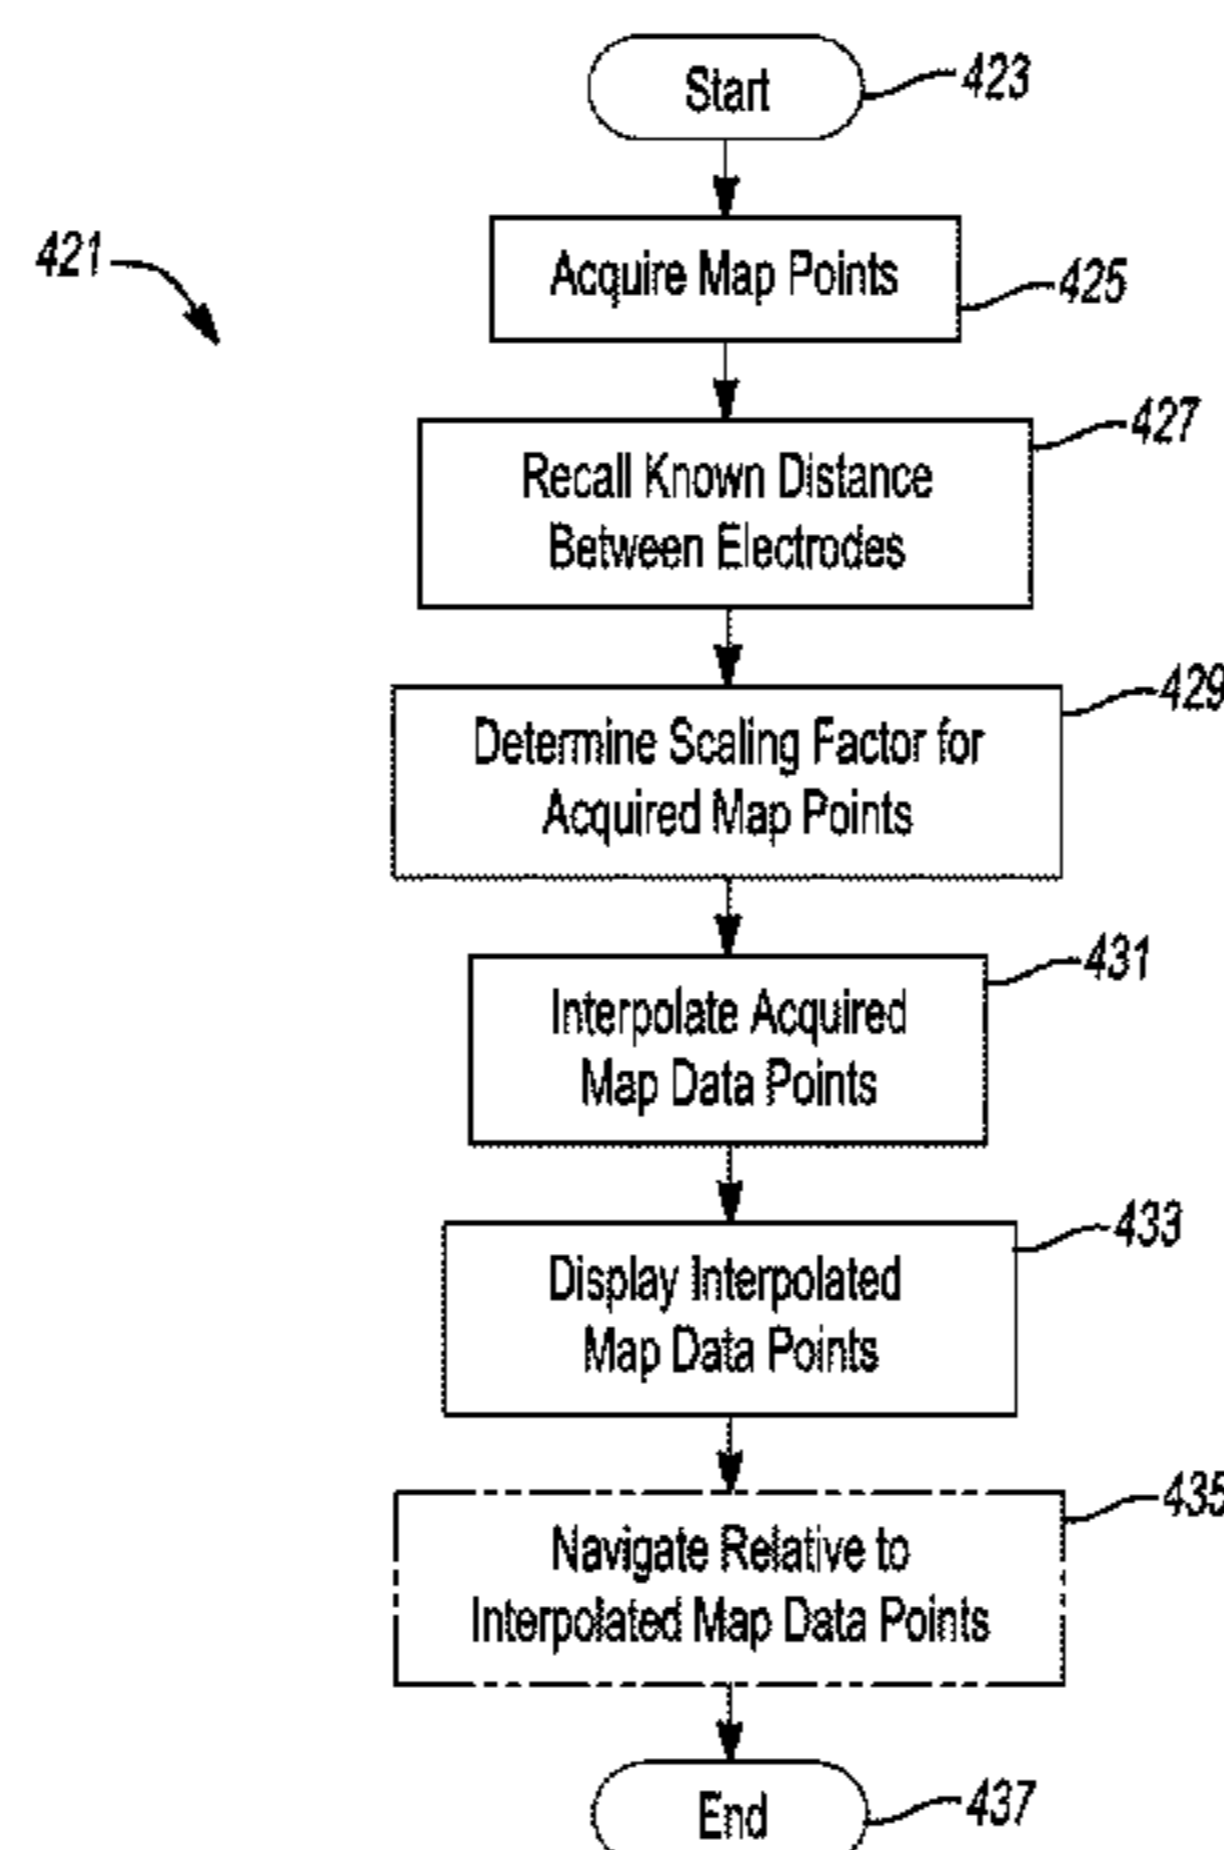 Start
423
421
Acquire Map Points
425
427
Recall Known Distance
Between Electrodes
429
Determine Scaling Factor for
Acquired Map Points
431
Interpolate Acquired
Map Data Points
433
Display Interpolated
Map Data Points
435
Navigate Relative to
Interpolated Map Data Points
End
437